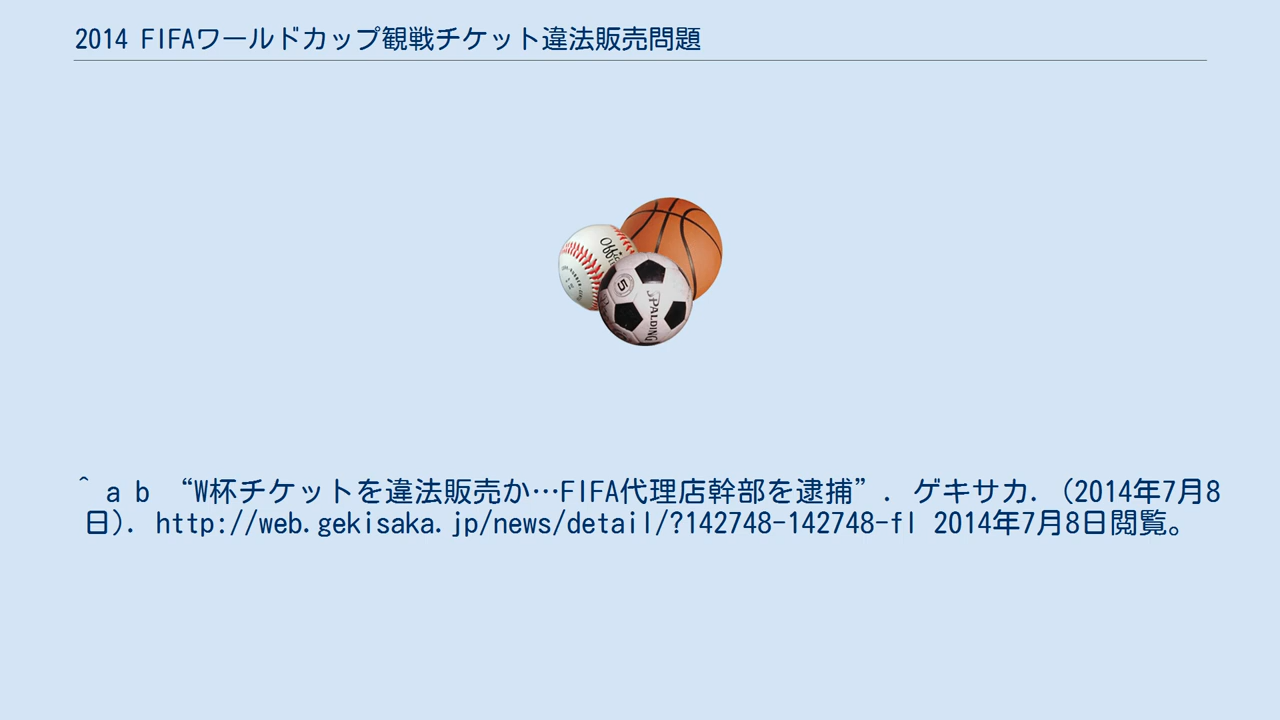 2014 FIFAワールドカップ観戦チケット違法販売問題
Offic
5
SPALDING
^ a b “W杯チケットを違法販売か…FIFA代理店幹部を逮捕”. ゲキサカ. (2014年7月8
日). http://web.gekisaka.jp/news/detail/?142748-142748-fl 2014年7月8日閲覧。